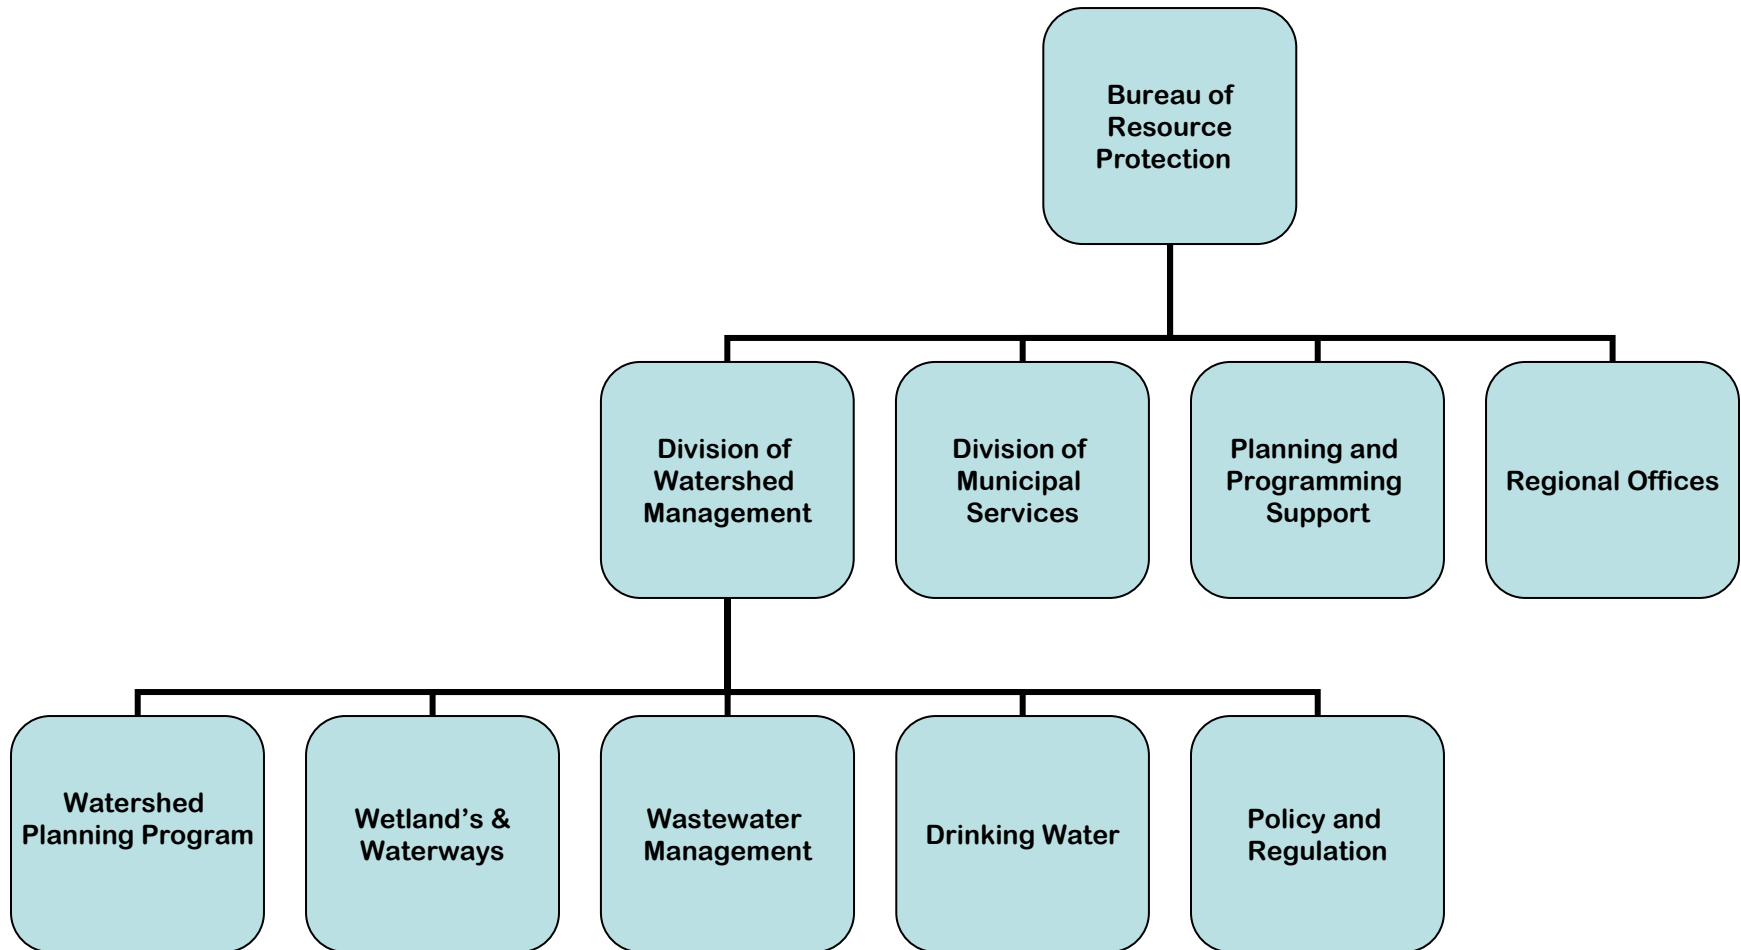 Bureau of
Resource
Protection
Division of
Watershed
Management
Division of
Municipal
Services
Planning and
Programming
Support
Regional Offices
Watershed
Planning Program
Wetland’s &
Waterways
Wastewater
Management
Drinking Water
Policy and
Regulation